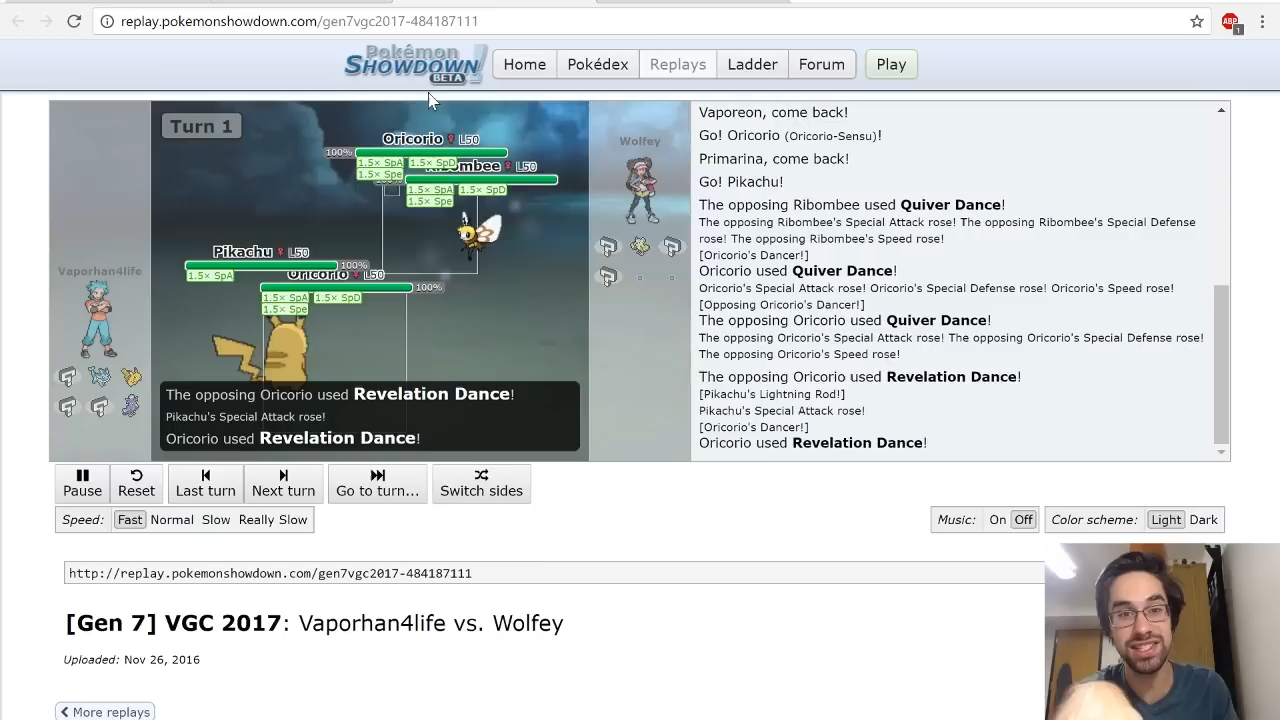 replay.pokemonshowdown.com/gen7vgc2017-484187111
ABP
1
Pokémon
SHOWDOWN!
BETA
Home
Pokédex
Replays
Ladder
Forum
Play
Turn 1
Oricorio L50
100%
1.5× SpA 1.5× SpD
1.5× Spe
Ribombee L50
1.5× SpA 1.5× SpD
1.5× Spe
Pikachu L50
100%
1.5× SpA
Oricorio L50
100%
1.5× SpA 1.5× SpD
1.5× Spe
Vaporhan4life
Wolfey
The opposing Oricorio used Revelation Dance!
Pikachu's Special Attack rose!
Oricorio used Revelation Dance!
Vaporeon, come back!
Go! Oricorio (Oricorio-Sensu)!
Primarina, come back!
Go! Pikachu!
The opposing Ribombee used Quiver Dance!
The opposing Ribombee's Special Attack rose! The opposing Ribombee's Special Defense
rose! The opposing Ribombee's Speed rose!
[Oricorio's Dancer!]
Oricorio used Quiver Dance!
Oricorio's Special Attack rose! Oricorio's Special Defense rose! Oricorio's Speed rose!
[Opposing Oricorio's Dancer!]
The opposing Oricorio used Quiver Dance!
The opposing Oricorio's Special Attack rose! The opposing Oricorio's Special Defense rose!
The opposing Oricorio's Speed rose!
The opposing Oricorio used Revelation Dance!
[Pikachu's Lightning Rod!]
Pikachu's Special Attack rose!
[Oricorio's Dancer!]
Oricorio used Revelation Dance!
Pause
Reset
Last turn
Next turn
Go to turn...
Switch sides
Speed: Fast Normal Slow Really Slow
Music: On Off
Color scheme: Light Dark
http://replay.pokemonshowdown.com/gen7vgc2017-484187111
[Gen 7] VGC 2017: Vaporhan4life vs. Wolfey
Uploaded: Nov 26, 2016
More replays